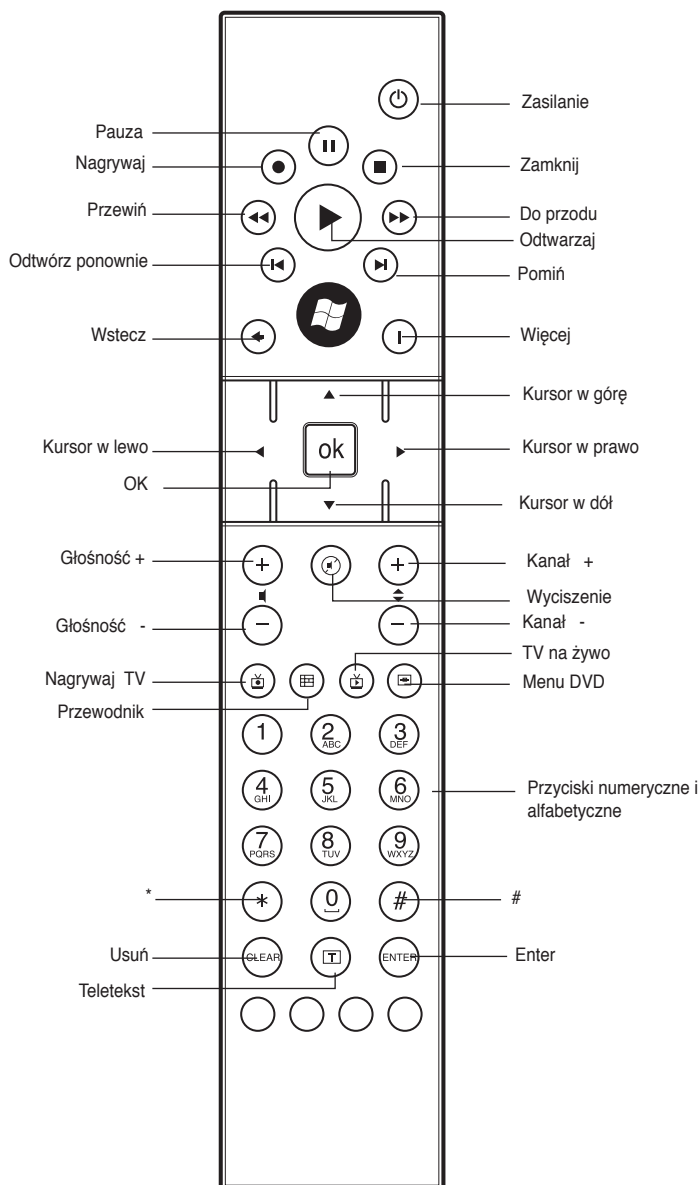 Zasilanie
Pauza
Nagrywaj
Zamknij
Przewiń
Do przodu
Odtwarzaj
Odtwórz ponownie
Pomiń
Wstecz
Więcej
Kursor w górę
Kursor w lewo
ok
Kursor w prawo
OK
Kursor w dół
Głośność +
Kanał +
Wyciszenie
Głośność -
Kanał -
TV na żywo
Nagrywaj TV
Menu DVD
Przewodnik
1 2 3
ABC DEF
4 5 6
GHI JKL MNO
Przyciski numeryczne i
alfabetyczne
7 8 9
PQRS TUV WXYZ
*
* 0 #
#
Usuń
CLEAR T ENTER
Enter
Teletekst